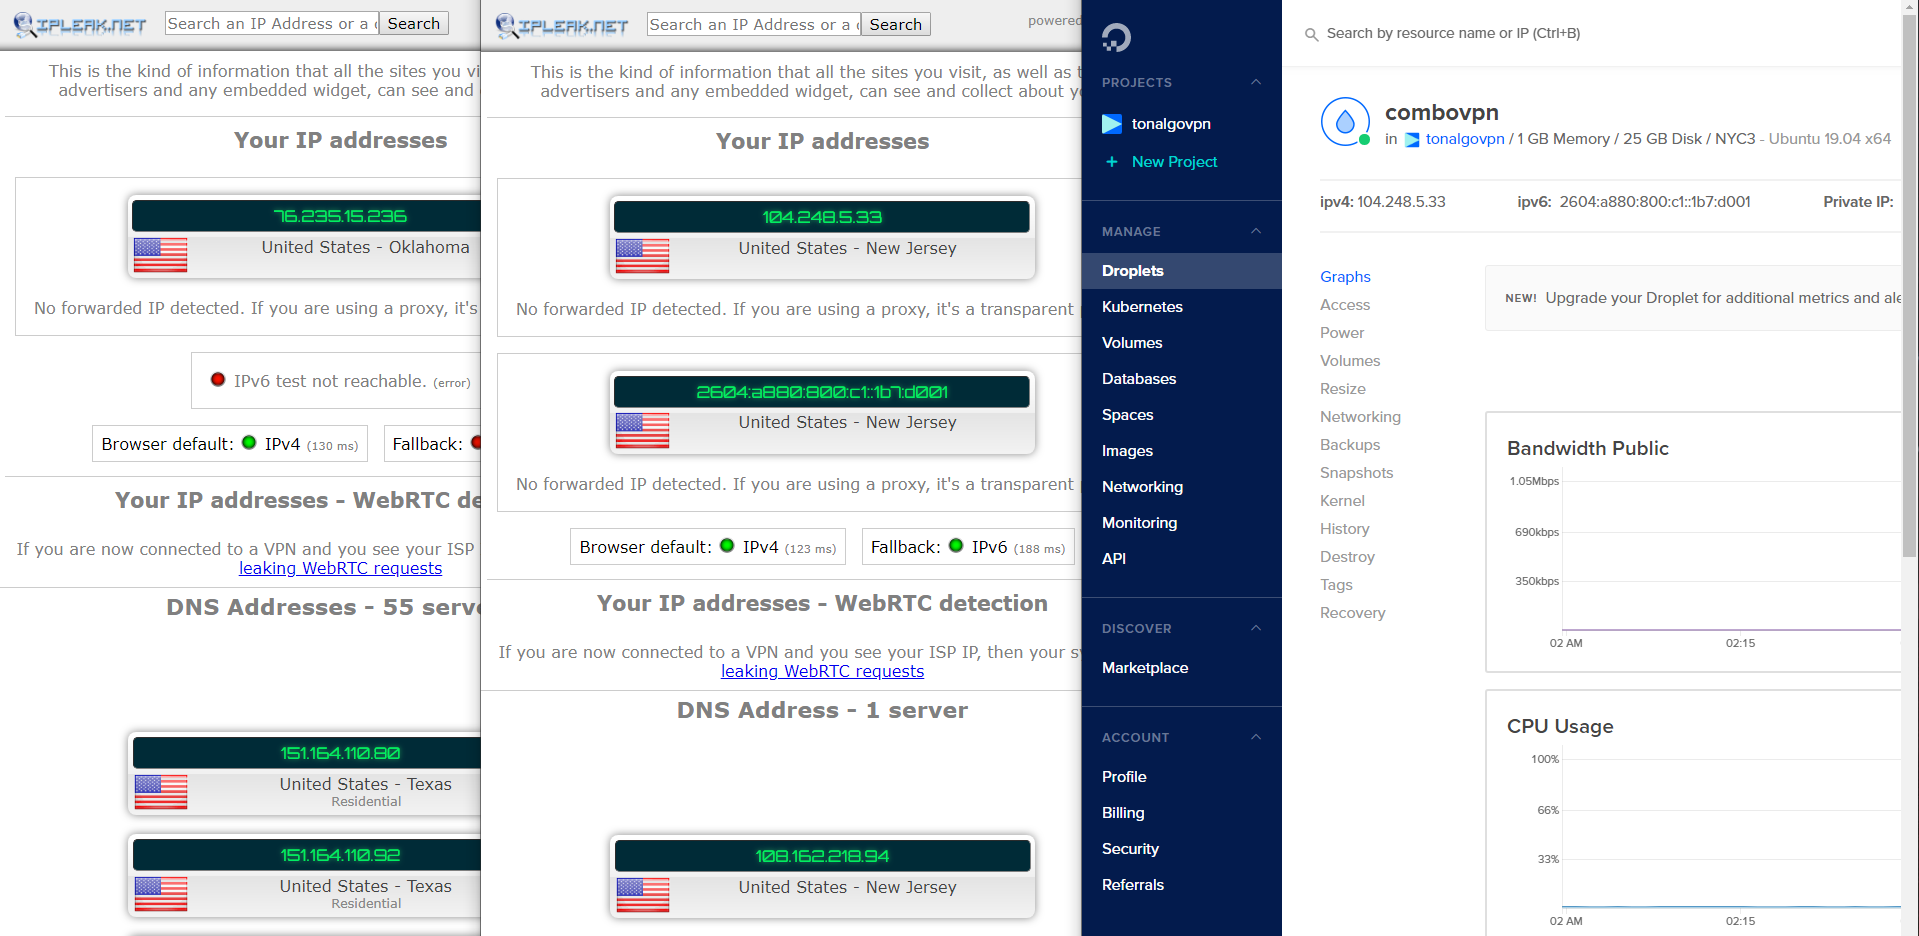 IPLEAK.NET
Search an IP Address or a
Search
This is the kind of information that all the sites you vi
advertisers and any embedded widget, can see and
Your IP addresses
76.235.15.236
United States - Oklahoma
No forwarded IP detected. If you are using a proxy, it's
IPv6 test not reachable. (error)
Browser default: IPv4 (130 ms)
Fallback:
Your IP addresses - WebRTC de
If you are now connected to a VPN and you see your ISP
leaking WebRTC requests
DNS Addresses - 55 serve
151.164.110.80
United States - Texas
Residential
151.164.110.92
United States - Texas
Residential
IPLEAK.NET
Search an IP Address or a
Search
powered
This is the kind of information that all the sites you visit, as well as t
advertisers and any embedded widget, can see and collect about yo
Your IP addresses
104.248.5.33
United States - New Jersey
No forwarded IP detected. If you are using a proxy, it's a transparent
2604:a880:800:c1::1b7:d001
United States - New Jersey
No forwarded IP detected. If you are using a proxy, it's a transparent
Browser default: IPv4 (123 ms)
Fallback: IPv6 (188 ms)
Your IP addresses - WebRTC detection
If you are now connected to a VPN and you see your ISP IP, then your sy
leaking WebRTC requests
DNS Address - 1 server
108.162.218.94
United States - New Jersey
PROJECTS
tonalgovpn
+ New Project
MANAGE
Droplets
Kubernetes
Volumes
Databases
Spaces
Images
Networking
Monitoring
API
DISCOVER
Marketplace
ACCOUNT
Profile
Billing
Security
Referrals
Search by resource name or IP (Ctrl+B)
combovpn
in tonalgovpn / 1 GB Memory / 25 GB Disk / NYC3 - Ubuntu 19.04 x64
ipv4: 104.248.5.33
ipv6: 2604:a880:800:c1::1b7:d001
Private IP:
Graphs
Access
Power
Volumes
Resize
Networking
Backups
Snapshots
Kernel
History
Destroy
Tags
Recovery
NEW! Upgrade your Droplet for additional metrics and ale
Bandwidth Public
1.05Mbps
690kbps
350kbps
02 AM
02:15
CPU Usage
100%
66%
33%
02 AM
02:15